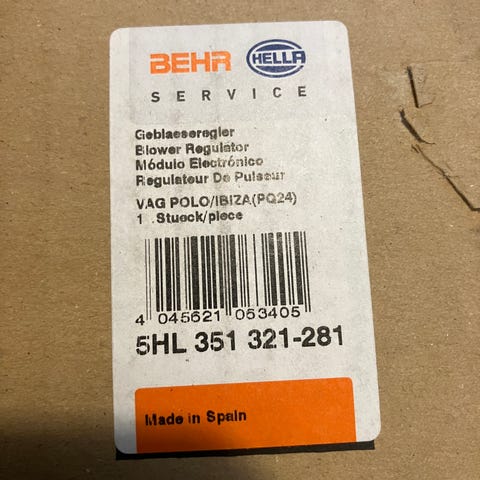 BEHR HELLA
SERVICE
Geblaeseregler
Blower Regulator
Módulo Electrónico
Regulateur De Pulseur
VAG POLO/IBIZA(PQ24)
1 .Stueck/piece
4 045621 063405
5HL 351 321-281
Made in Spain